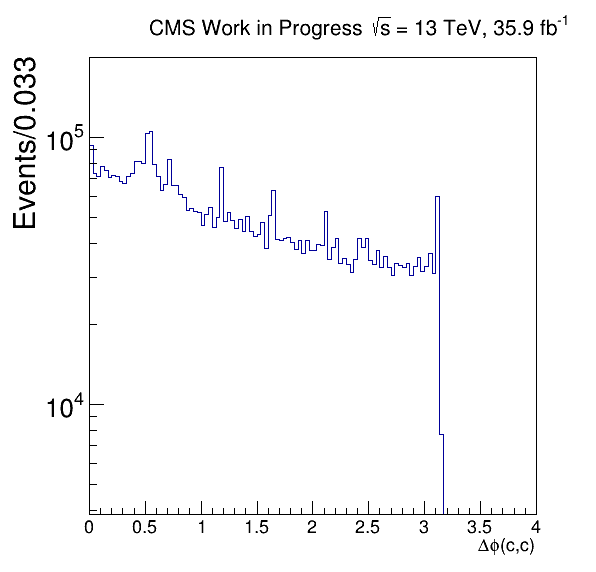 CMS Work in Progress √s = 13 TeV, 35.9 fb⁻¹
Events/0.033
10⁵
10⁴
0 0.5 1 1.5 2 2.5 3 3.5 4
Δϕ(c,c)